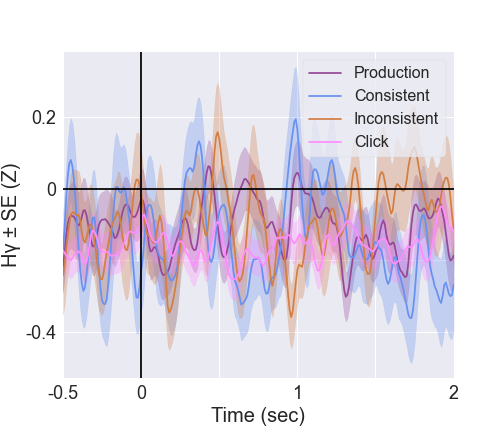 Production
Consistent
Inconsistent
Click
0.2
0
-0.4
Hγ ± SE (Z)
-0.5
0
1
2
Time (sec)